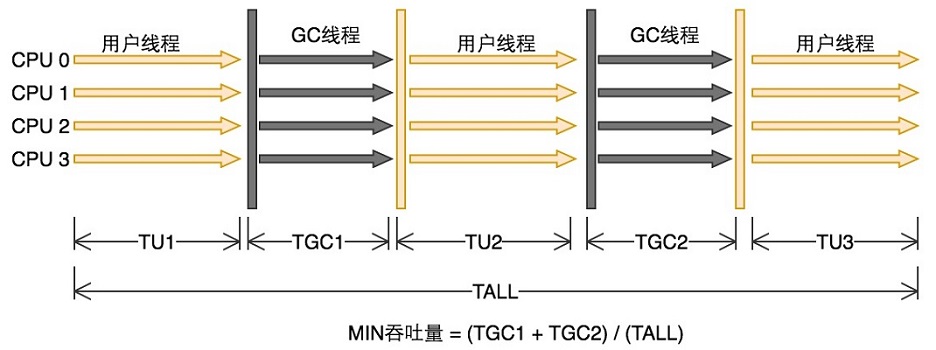 用户线程 GC线程 用户线程 GC线程 用户线程
CPU 0
CPU 1
CPU 2
CPU 3
TU1 TGC1 TU2 TGC2 TU3
TALL
MIN吞吐量 = (TGC1 + TGC2) / (TALL)